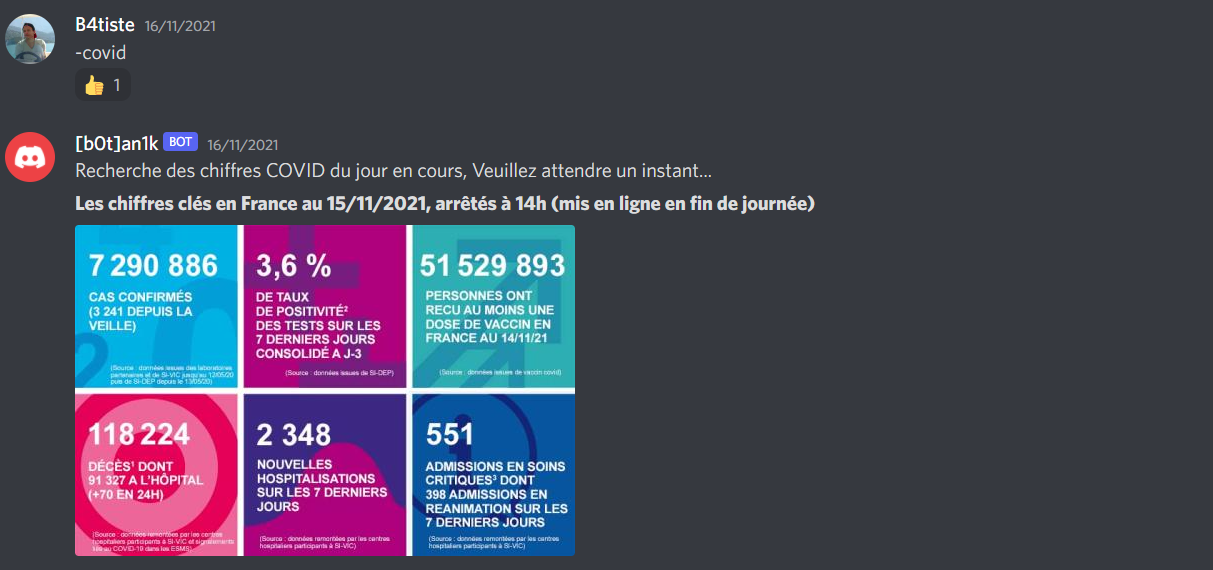 B4tiste 16/11/2021
-covid
👍 1
[b0t]an1k BOT 16/11/2021
Recherche des chiffres COVID du jour en cours, Veuillez attendre un instant...
Les chiffres clés en France au 15/11/2021, arrêtés à 14h (mis en ligne en fin de journée)
7 290 886
CAS CONFIRMÉS
(3 241 DEPUIS LA
VEILLE)
(Source : données issues des laboratoires
partenaires et de Si-VIC jusqu'au 12/05/20
puis de SI-DEP depuis le 13/05/20)
3,6 %
DE TAUX
DE POSITIVITÉ²
DES TESTS SUR LES
7 DERNIERS JOURS
CONSOLIDÉ A J-3
(Source : données issues de SI-DEP)
51 529 893
PERSONNES ONT
RECU AU MOINS UNE
DOSE DE VACCIN EN
FRANCE AU 14/11/21
(Source : données issues de vaccin covid)
118 224
DÉCÈS¹ DONT
91 327 A L'HÔPITAL
(+70 EN 24H)
(Source : données remontées par les centres
hospitaliers participants à SI-VIC et signalements
liés au COVID-19 dans les ESMS)
2 348
NOUVELLES
HOSPITALISATIONS
SUR LES 7 DERNIERS
JOURS
(Source : données remontées par les centres
hospitaliers participants à SI-VIC)
551
ADMISSIONS EN SOINS
CRITIQUES³ DONT
398 ADMISSIONS EN
REANIMATION SUR LES
7 DERNIERS JOURS
(Source : données remontées par les centres
hospitaliers participants à SI-VIC)